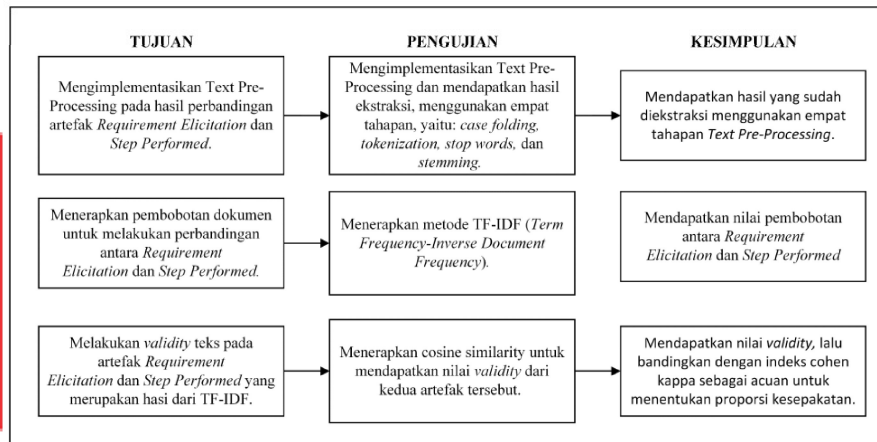 TUJUAN
Mengimplementasikan Text Pre-
Processing pada hasil perbandingan
artefak Requirement Elicitation dan
Step Performed.
PENGUJIAN
Mengimplementasikan Text Pre-
Processing dan mendapatkan hasil
ekstraksi, menggunakan empat
tahapan, yaitu: case folding,
tokenization, stop words, dan
stemming.
KESIMPULAN
Mendapatkan hasil yang sudah
diekstraksi menggunakan empat
tahapan Text Pre-Processing.
Menerapkan pembobotan dokumen
untuk melakukan perbandingan
antara Requirement
Elicitation dan Step Performed.
Menerapkan metode TF-IDF (Term
Frequency-Inverse Document
Frequency).
Mendapatkan nilai pembobotan
antara Requirement
Elicitation dan Step Performed
Melakukan validity teks pada
artefak Requirement
Elicitation dan Step Performed yang
merupakan hasi dari TF-IDF.
Menerapkan cosine similarity untuk
mendapatkan nilai validity dari
kedua artefak tersebut.
Mendapatkan nilai validity, lalu
bandingkan dengan indeks cohen
kappa sebagai acuan untuk
menentukan proporsi kesepakatan.